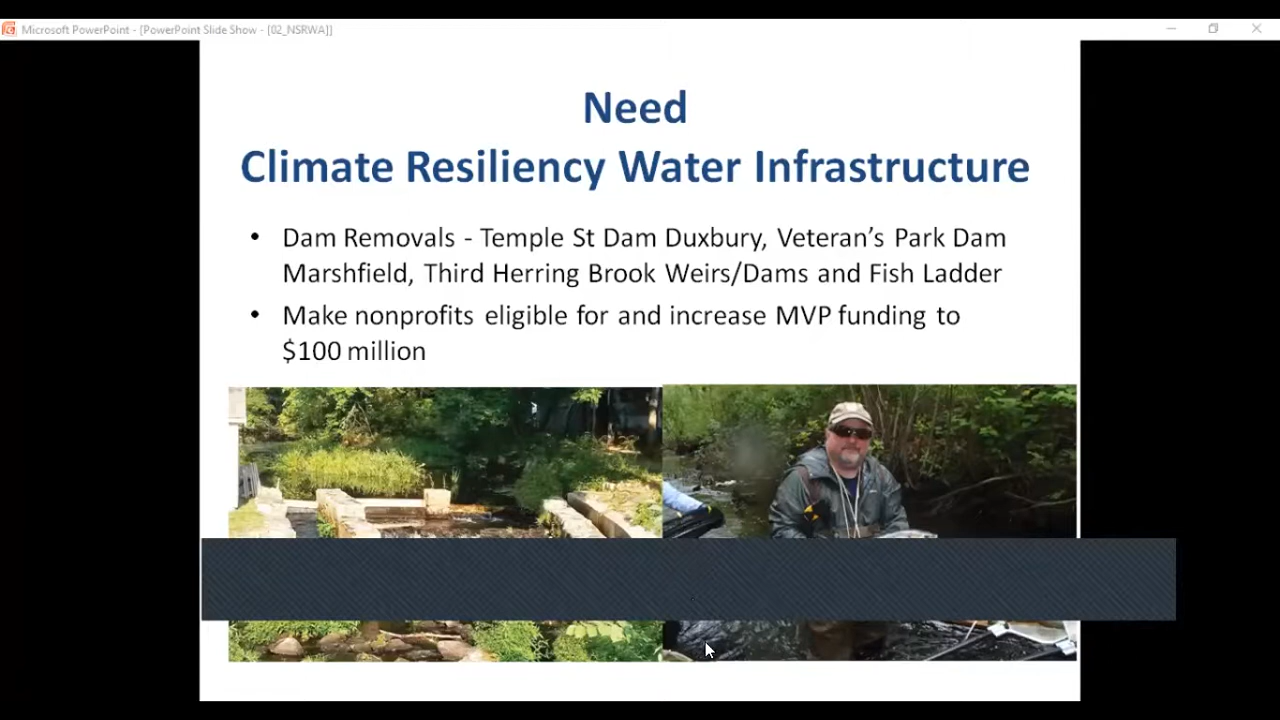 Microsoft PowerPoint - [PowerPoint Slide Show - [02_NSRWA]]
Need
Climate Resiliency Water Infrastructure
• Dam Removals - Temple St Dam Duxbury, Veteran’s Park Dam
Marshfield, Third Herring Brook Weirs/Dams and Fish Ladder
• Make nonprofits eligible for and increase MVP funding to
$100 million